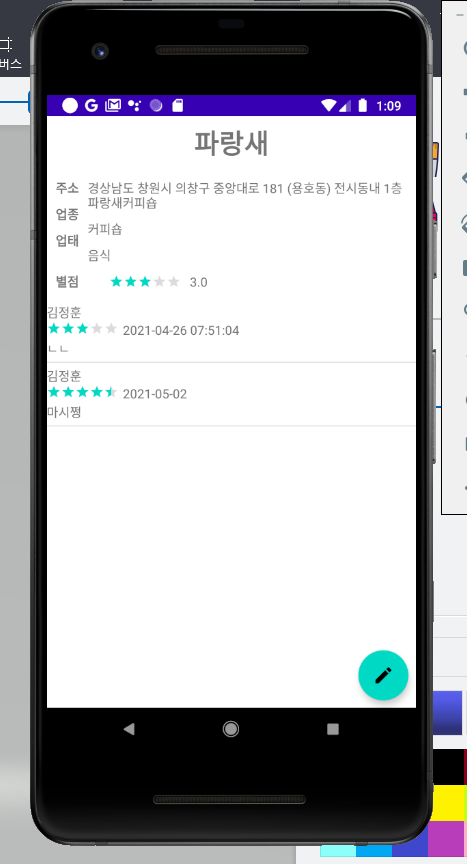 버스
1:09
파랑새
주소 경상남도 창원시 의창구 중앙대로 181 (용호동) 전시동내 1층
파랑새커피숍
업종
커피숍
업태
음식
별점 3.0
김정훈
2021-04-26 07:51:04
ㄴㄴ
김정훈
2021-05-02
마시쪙